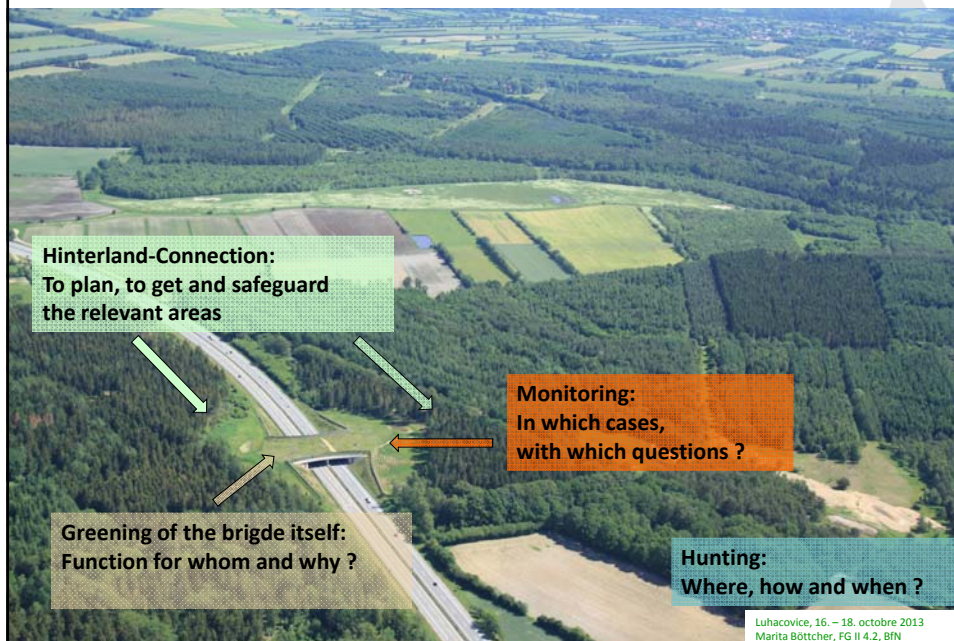 Hinterland-Connection:
To plan, to get and safeguard
the relevant areas
Monitoring:
In which cases,
with which questions ?
Greening of the brigde itself:
Function for whom and why ?
Hunting:
Where, how and when ?
Luhacovice, 16. – 18. octobre 2013
Marita Böttcher, FG II 4.2, BfN